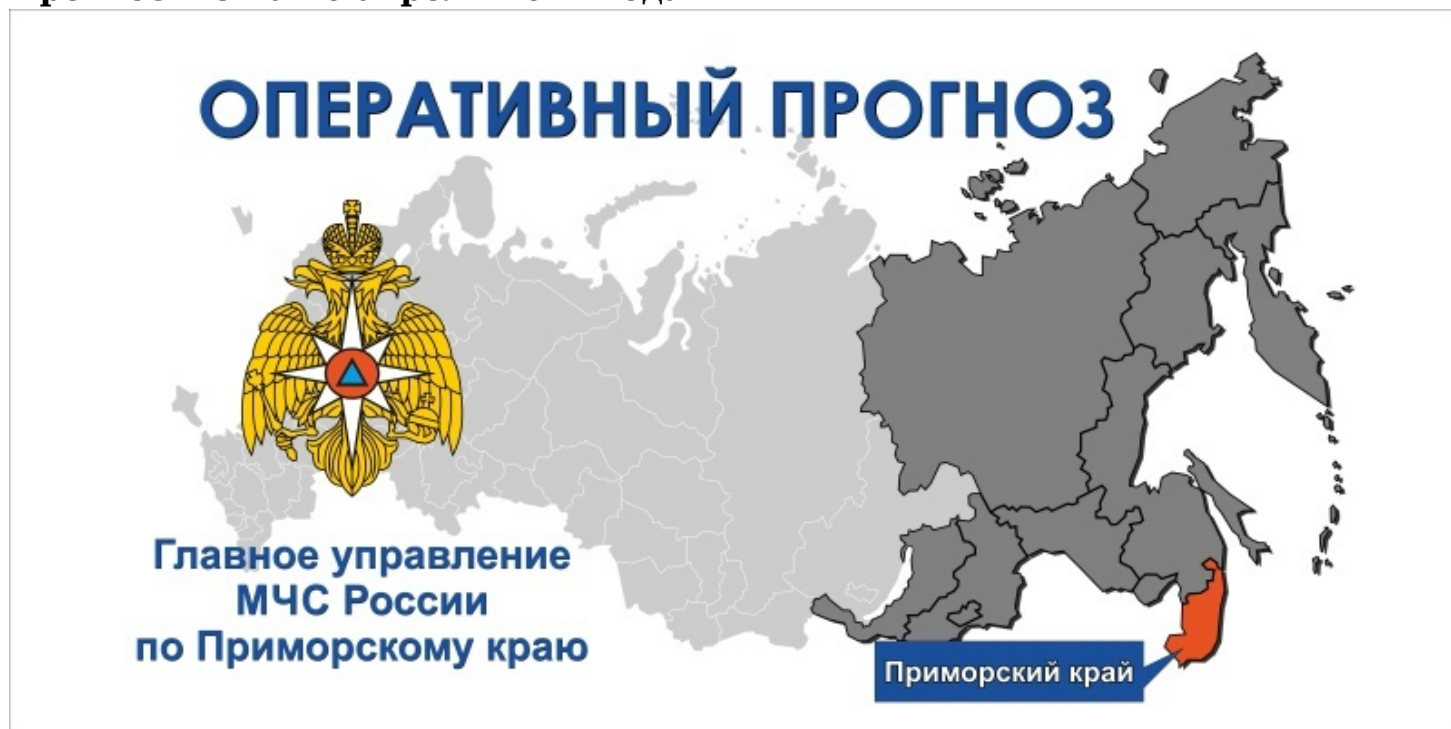 ОПЕРАТИВНЫЙ ПРОГНОЗ
Главное управление
МЧС России
по Приморскому краю
Приморский край